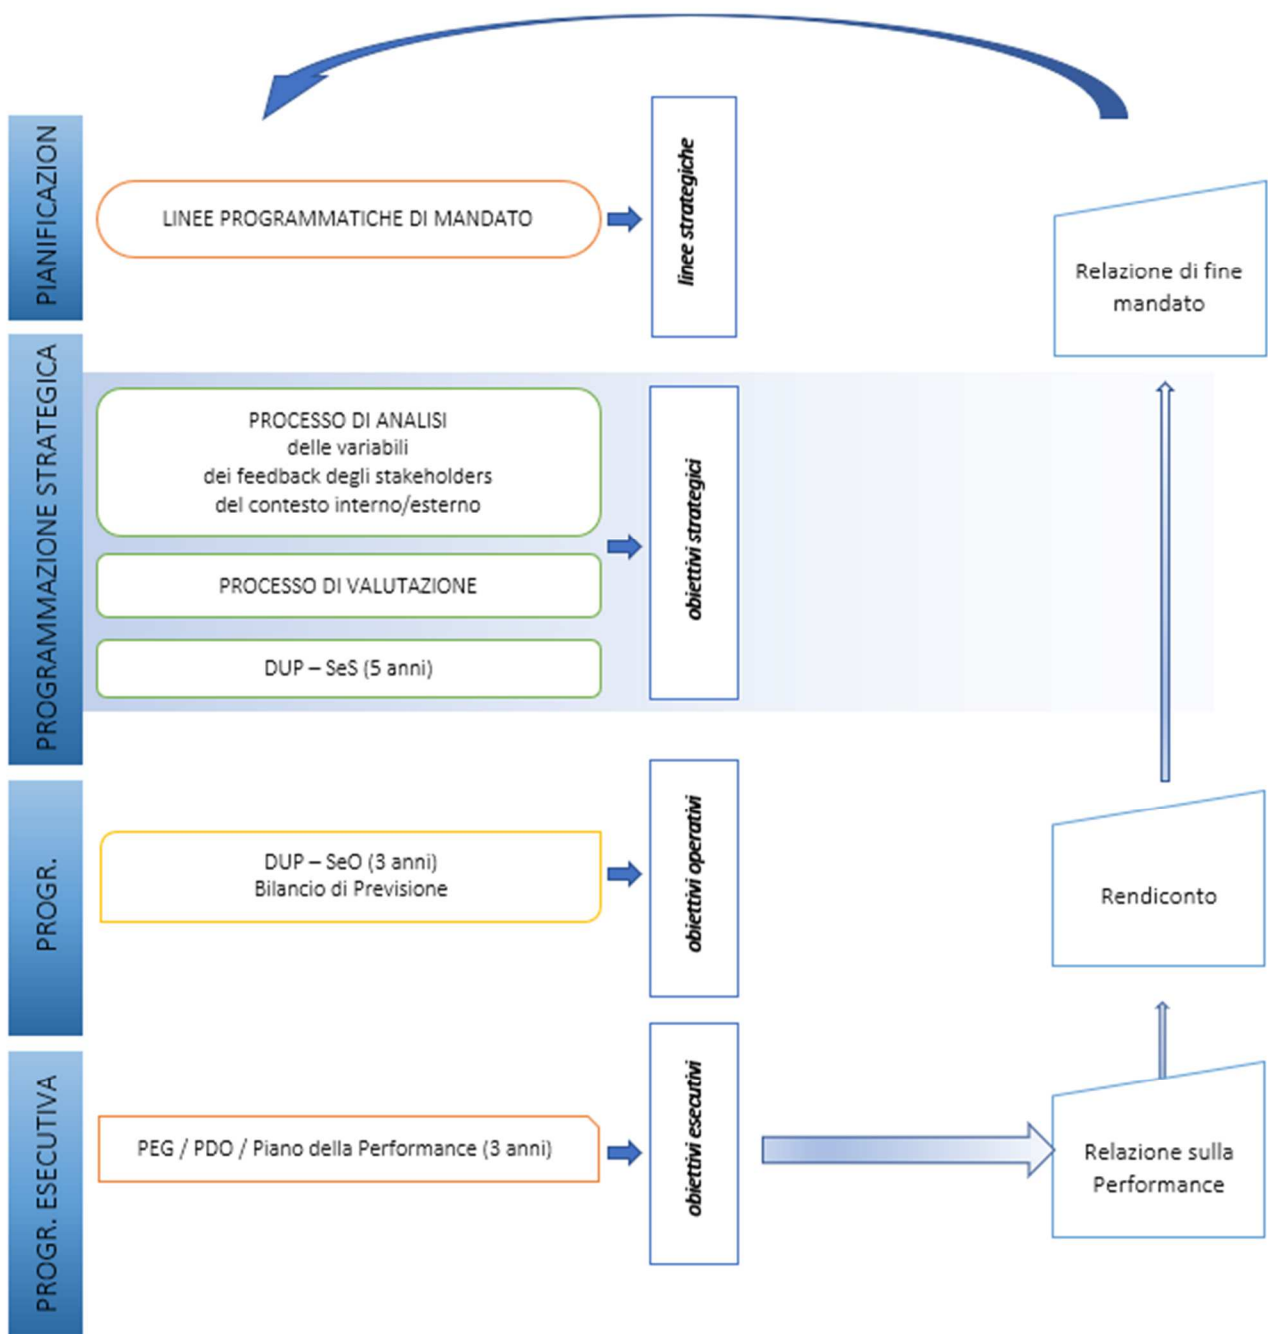 PIANIFICAZION
LINEE PROGRAMMATICHE DI MANDATO
linee strategiche
Relazione di fine
mandato
PROGRAMMAZIONE STRATEGICA
PROCESSO DI ANALISI
delle variabili
dei feedback degli stakeholders
del contesto interno/esterno
PROCESSO DI VALUTAZIONE
DUP – SeS (5 anni)
obiettivi strategici
PROGR.
DUP – SeO (3 anni)
Bilancio di Previsione
obiettivi operativi
Rendiconto
PROGR. ESECUTIVA
PEG / PDO / Piano della Performance (3 anni)
obiettivi esecutivi
Relazione sulla
Performance